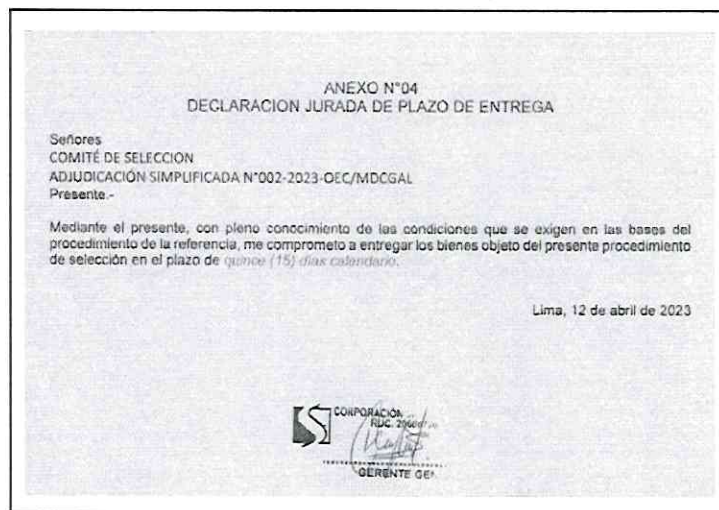 ANEXO N°04
DECLARACION JURADA DE PLAZO DE ENTREGA
Señores
COMITÉ DE SELECCION
ADJUDICACIÓN SIMPLIFICADA N°002-2023-OEC/MDCGAL
Presente.-
Mediante el presente, con pleno conocimiento de las condiciones que se exigen en las bases del
procedimiento de la referencia, me comprometo a entregar los bienes objeto del presente procedimiento
de selección en el plazo de quince (15) días calendario.
Lima, 12 de abril de 2023
CORPORACIÓN
RUC.
GERENTE GE